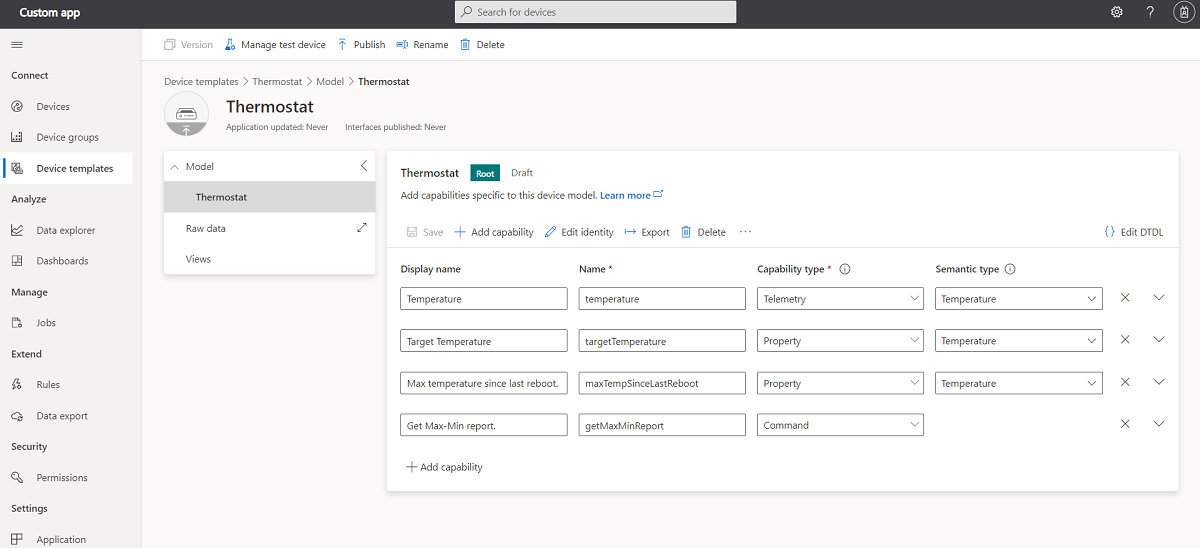 Custom app
Search for devices
?
Version
Manage test device
Publish
Rename
Delete
Connect
Devices
Device groups
Device templates
Analyze
Data explorer
Dashboards
Manage
Jobs
Extend
Rules
Data export
Security
Permissions
Settings
Application
Device templates > Thermostat > Model > Thermostat
Thermostat
Application updated: Never Interfaces published: Never
Model
Thermostat
Raw data
Views
Thermostat Root Draft
Add capabilities specific to this device model. Learn more
Save Add capability Edit identity Export Delete ... {} Edit DTDL
Display name Name * Capability type * Semantic type
Temperature temperature Telemetry Temperature
Target Temperature targetTemperature Property Temperature
Max temperature since last reboot. maxTempSinceLastReboot Property Temperature
Get Max-Min report. getMaxMinReport Command
Add capability